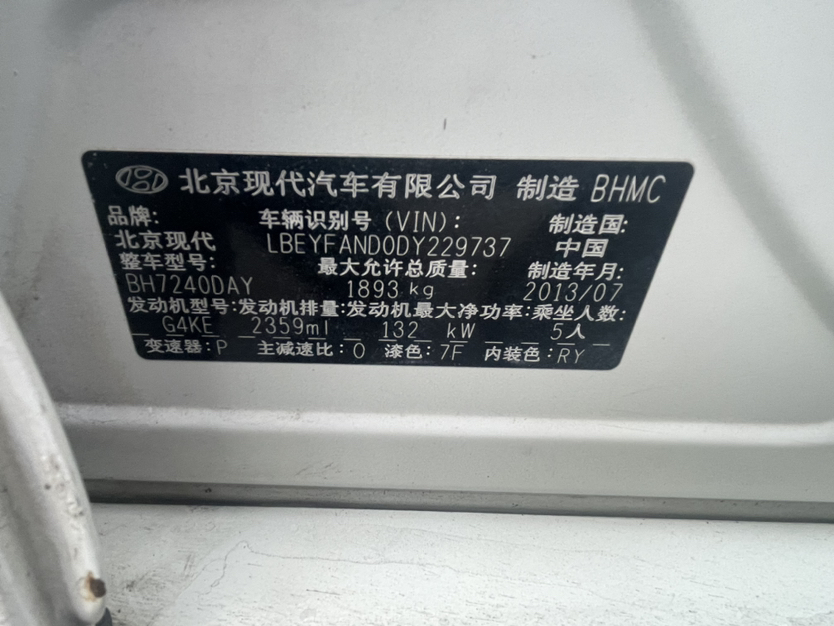 北京现代汽车有限公司 制造 BHMC
品牌: 车辆识别号(VIN): 制造国:
北京现代 LBEYFAND0DY229737 中国
整车型号: 最大允许总质量: 制造年月:
BH7240DAY 1893 kg 2013/07
发动机型号:发动机排量:发动机最大净功率:乘坐人数:
G4KE 2359ml 132 kW 5人
变速器:P 主减速比:O 漆色:7F 内装色:RY